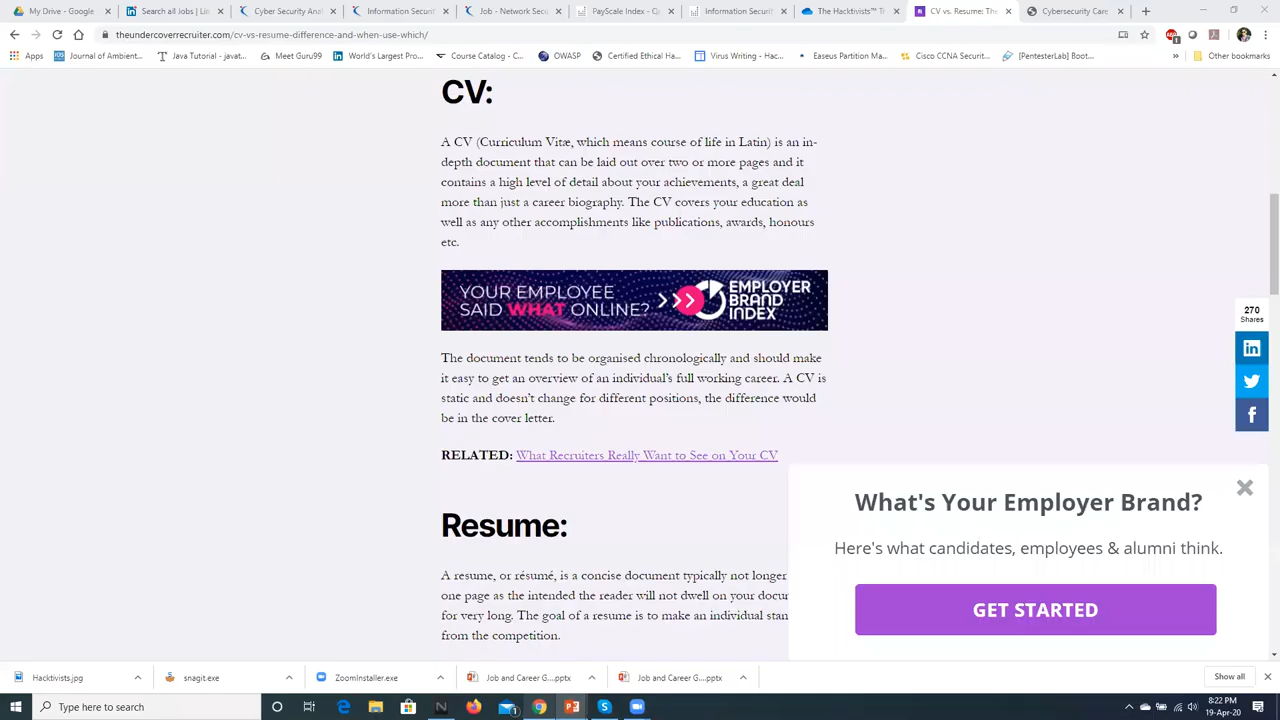 My Drive - Google
Search all Jobs | Lin
Cyber Security Anal
Information Securit
Job - Network Secu
PayScale Index - Op
Information Securit
The Hacktivists™ Tr
CV vs. Resume: The
Cybersecurity Care
theundercoverrecruiter.com/cv-vs-resume-difference-and-when-use-which/
Apps
Journal of Ambient...
Java Tutorial - javat...
Meet Guru99
World's Largest Pro...
Course Catalog - C...
OWASP
Certified Ethical Ha...
Virus Writing - Hac...
Easeus Partition Ma...
Cisco CCNA Securit...
[PentesterLab] Boot...
Other bookmarks
CV:
A CV (Curriculum Vitæ, which means course of life in Latin) is an in-
depth document that can be laid out over two or more pages and it
contains a high level of detail about your achievements, a great deal
more than just a career biography. The CV covers your education as
well as any other accomplishments like publications, awards, honours
etc.
YOUR EMPLOYEE
SAID WHAT ONLINE?
EMPLOYER
BRAND
INDEX
The document tends to be organised chronologically and should make
it easy to get an overview of an individual's full working career. A CV is
static and doesn't change for different positions, the difference would
be in the cover letter.
RELATED: What Recruiters Really Want to See on Your CV
270
Shares
Resume:
A resume, or résumé, is a concise document typically not longer
one page as the intended the reader will not dwell on your docu
for very long. The goal of a resume is to make an individual stan
from the competition.
What's Your Employer Brand?
Here's what candidates, employees & alumni think.
GET STARTED
Hacktivists.jpg
snagit.exe
ZoomInstaller.exe
Job and Career G....pptx
Job and Career G....pptx
Show all
Type here to search
8:22 PM
19-Apr-20